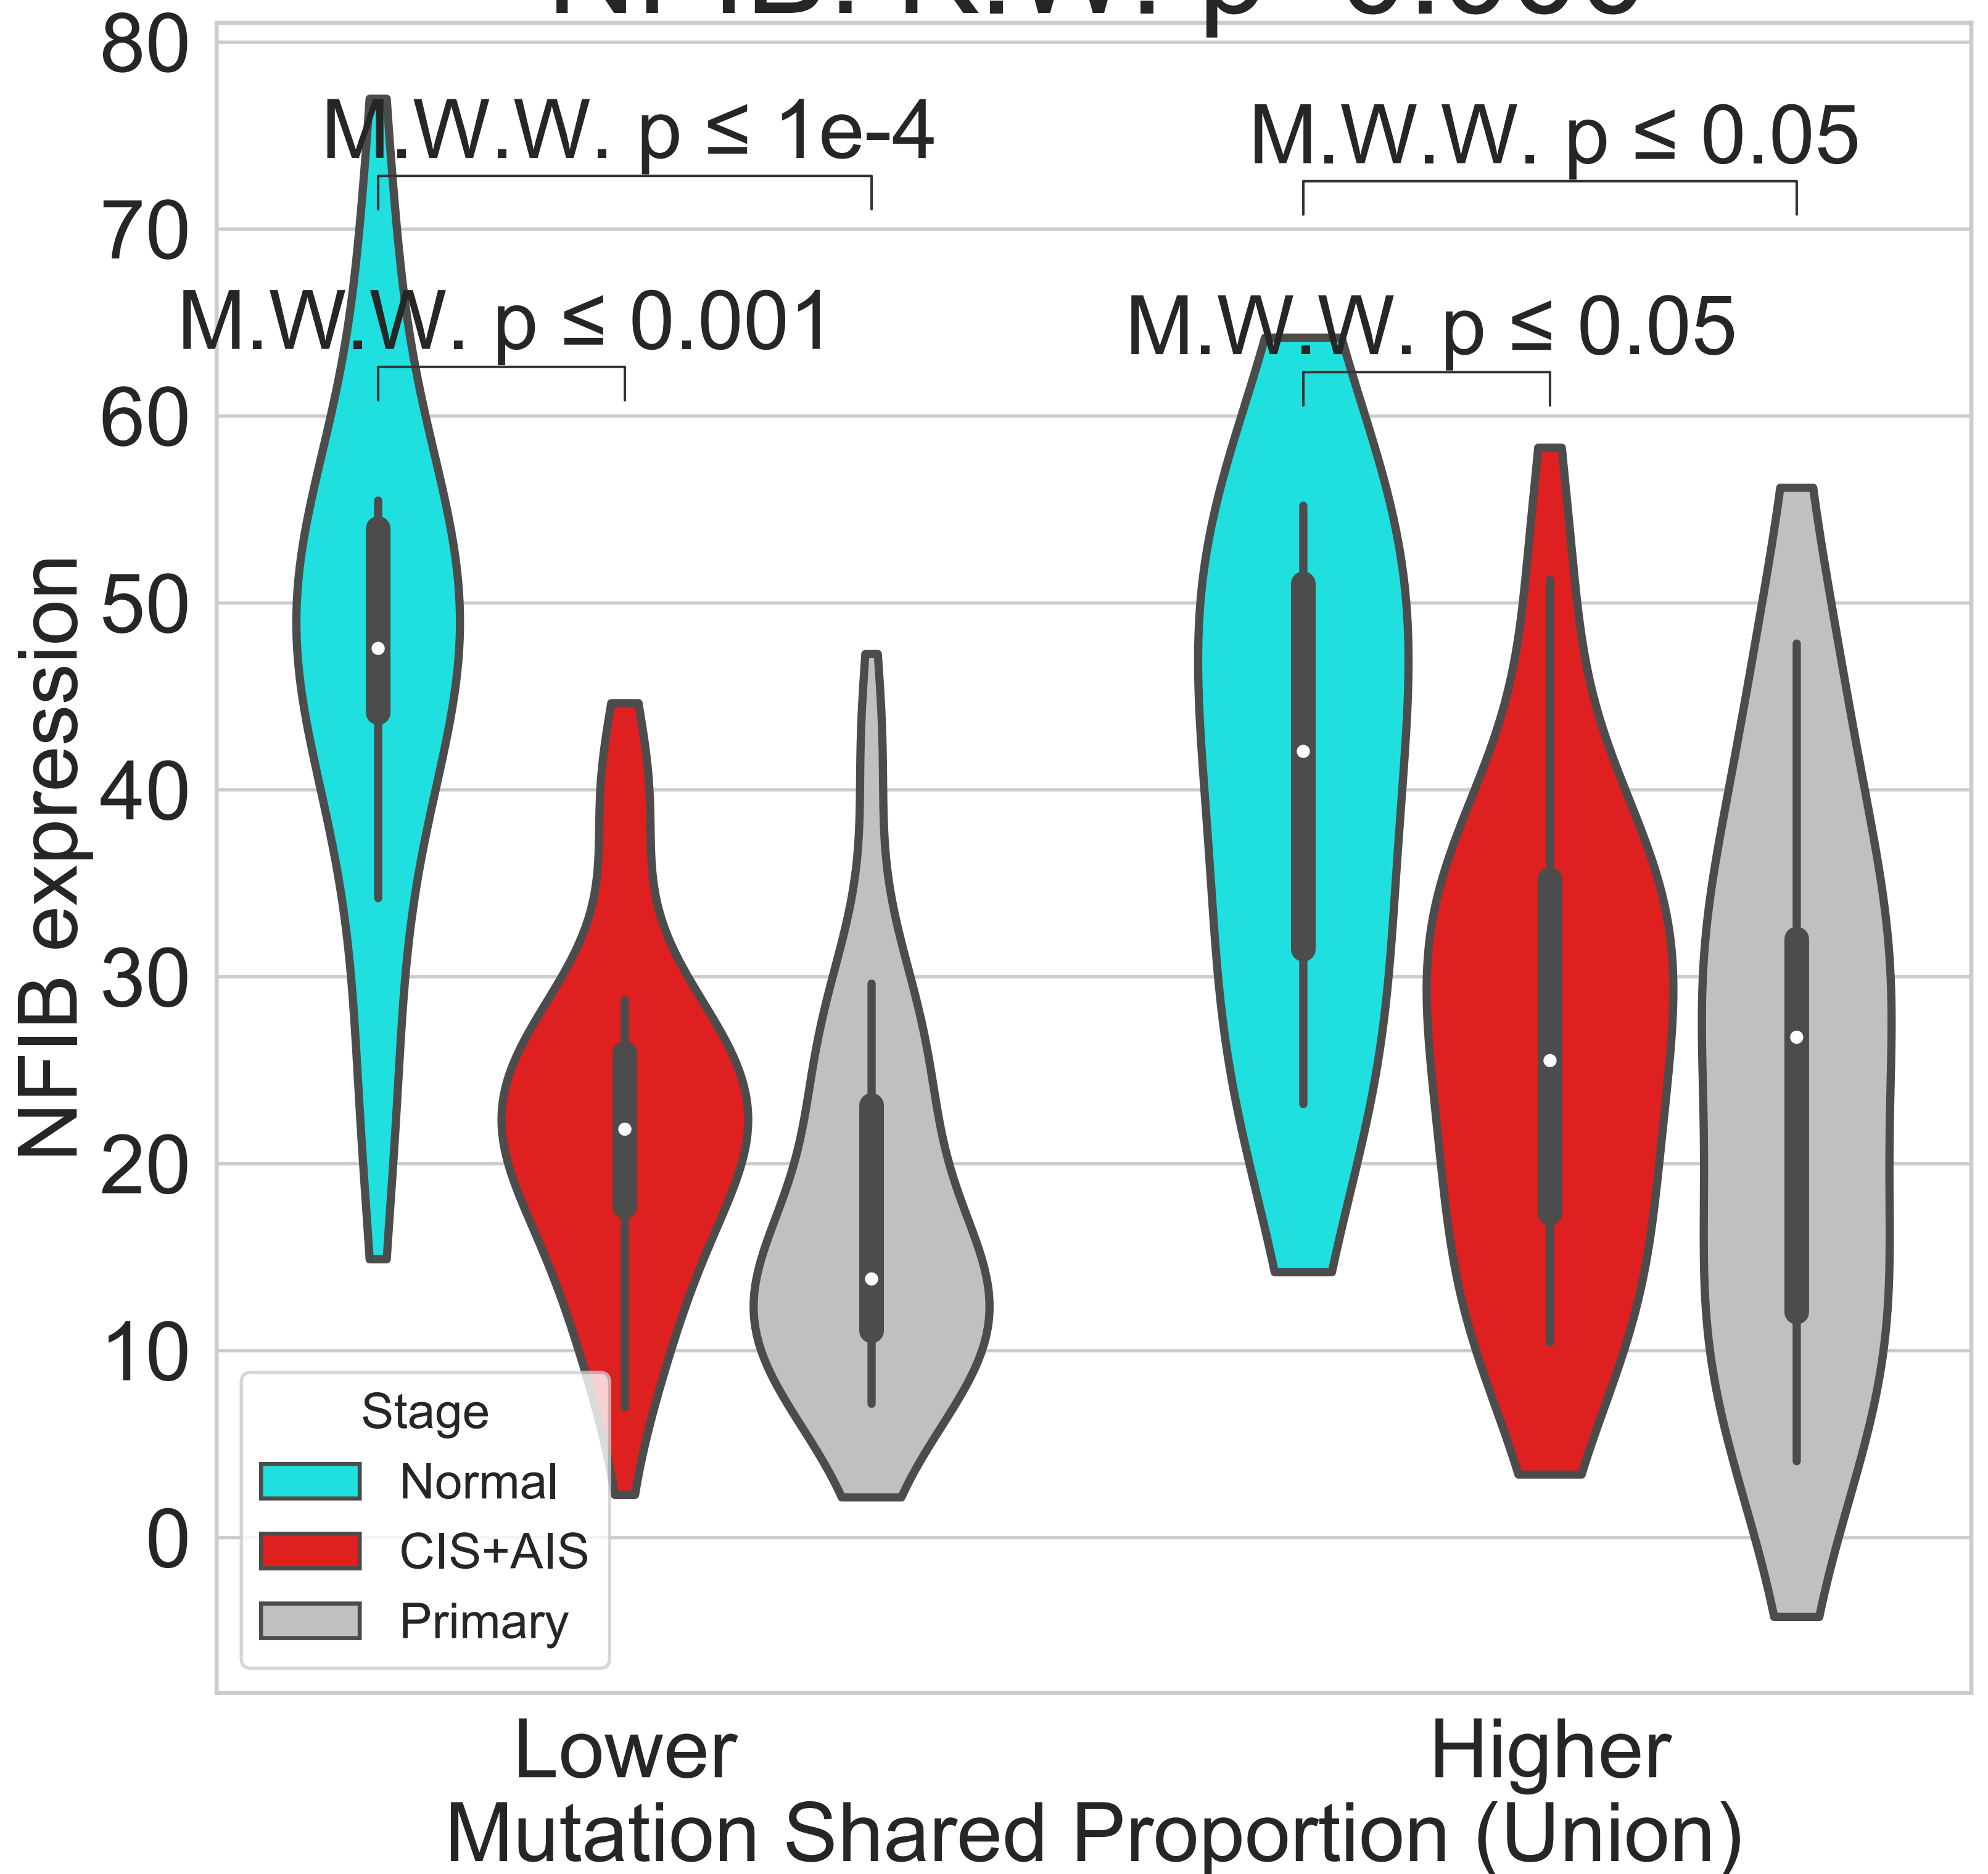 80
M.W.W. p ≤ 1e-4
M.W.W. p ≤ 0.05
70
M.W.W. p ≤ 0.001
M.W.W. p ≤ 0.05
60
50
40
30
20
10
0
NFIB expression
Stage
Normal
CIS+AIS
Primary
Lower
Higher
Mutation Shared Proportion (Union)